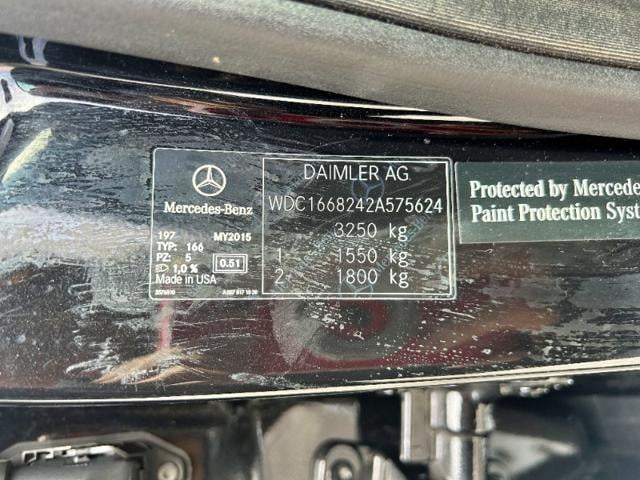 DAIMLER AG
Mercedes-Benz
WDC1668242A575624
3250 kg
1 1550 kg
2 1800 kg
197 MY2015
TYP: 166
PZ: 5
1,0 % 0.51
Made in USA
Protected by Mercedes
Paint Protection Syst